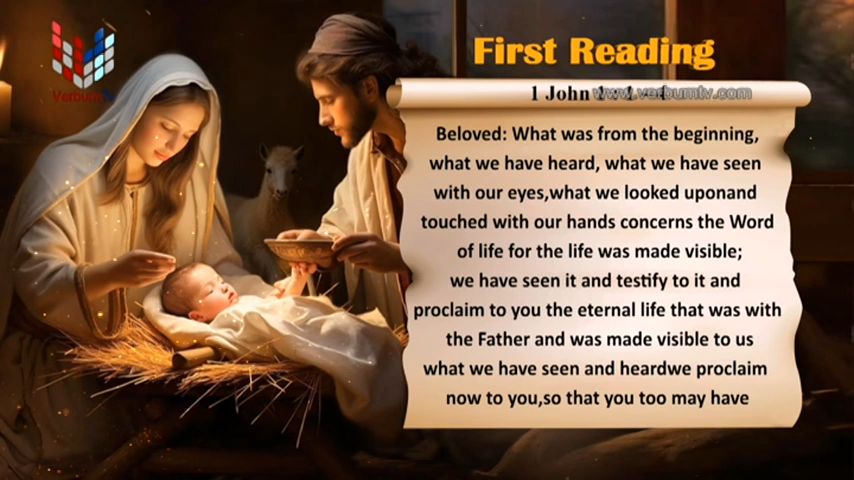 VerbumTv
First Reading
1 John
www.verbumtv.com
Beloved: What was from the beginning,
what we have heard, what we have seen
with our eyes,what we looked uponand
touched with our hands concerns the Word
of life for the life was made visible;
we have seen it and testify to it and
proclaim to you the eternal life that was with
the Father and was made visible to us
what we have seen and heardwe proclaim
now to you,so that you too may have